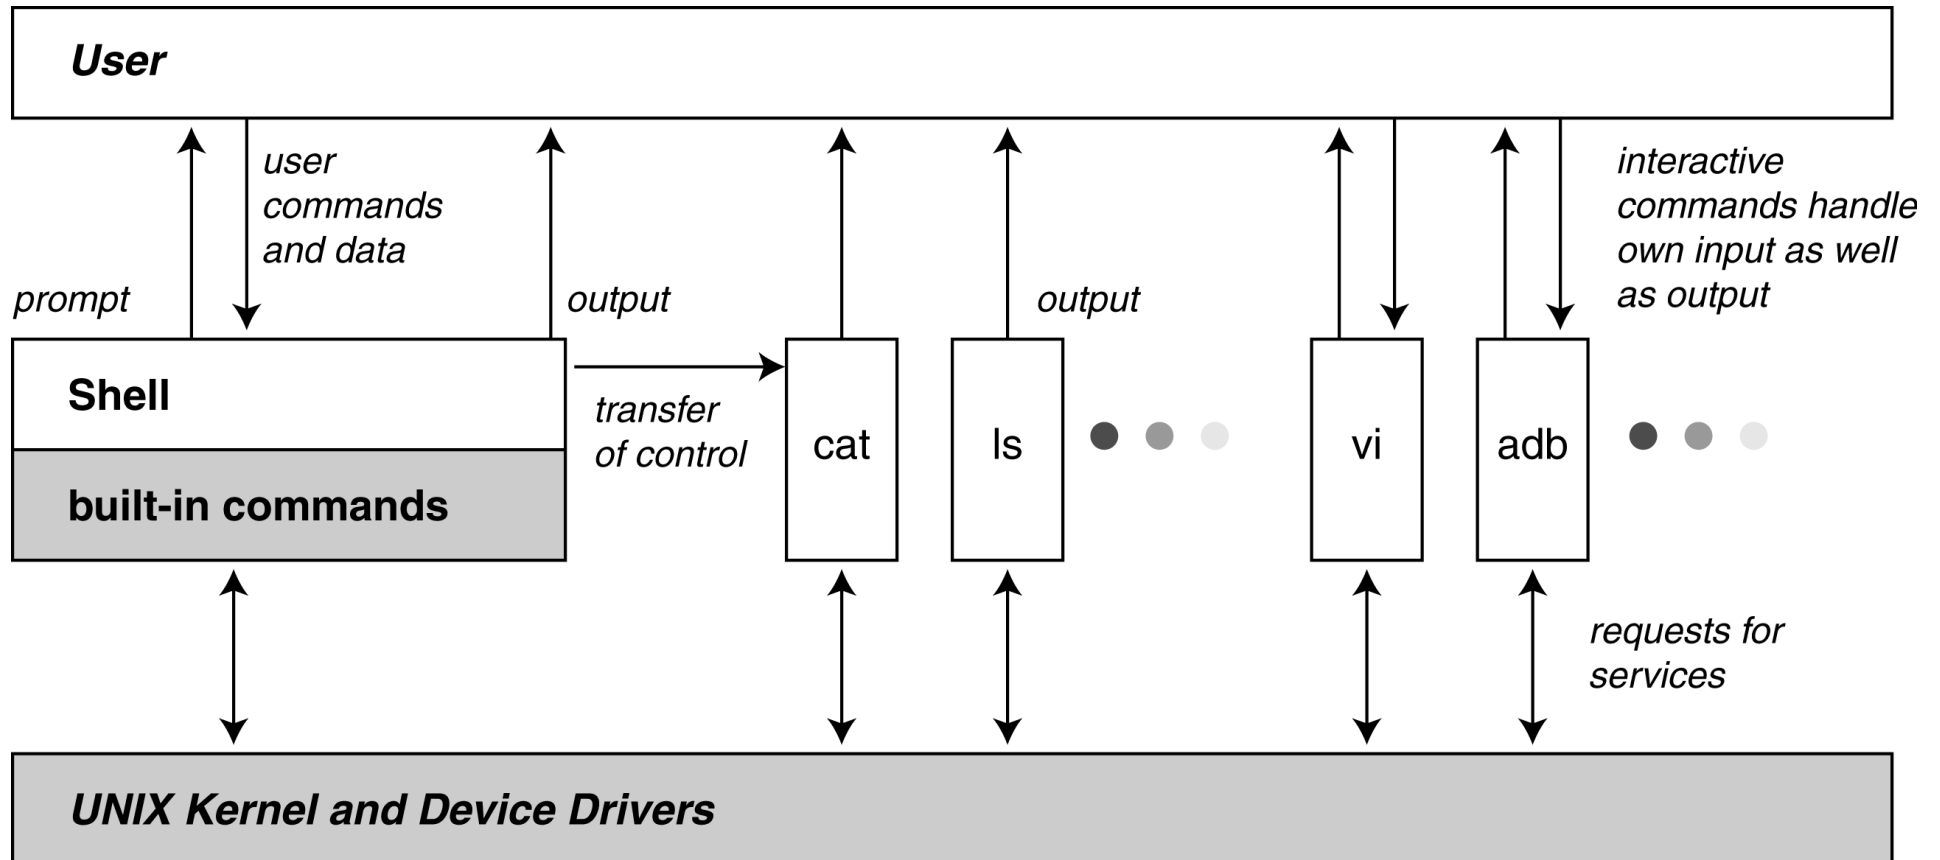 User
user
commands
and data
prompt
output
output
interactive
commands handle
own input as well
as output
Shell
built-in commands
transfer
of control
cat
ls
vi
adb
requests for
services
UNIX Kernel and Device Drivers